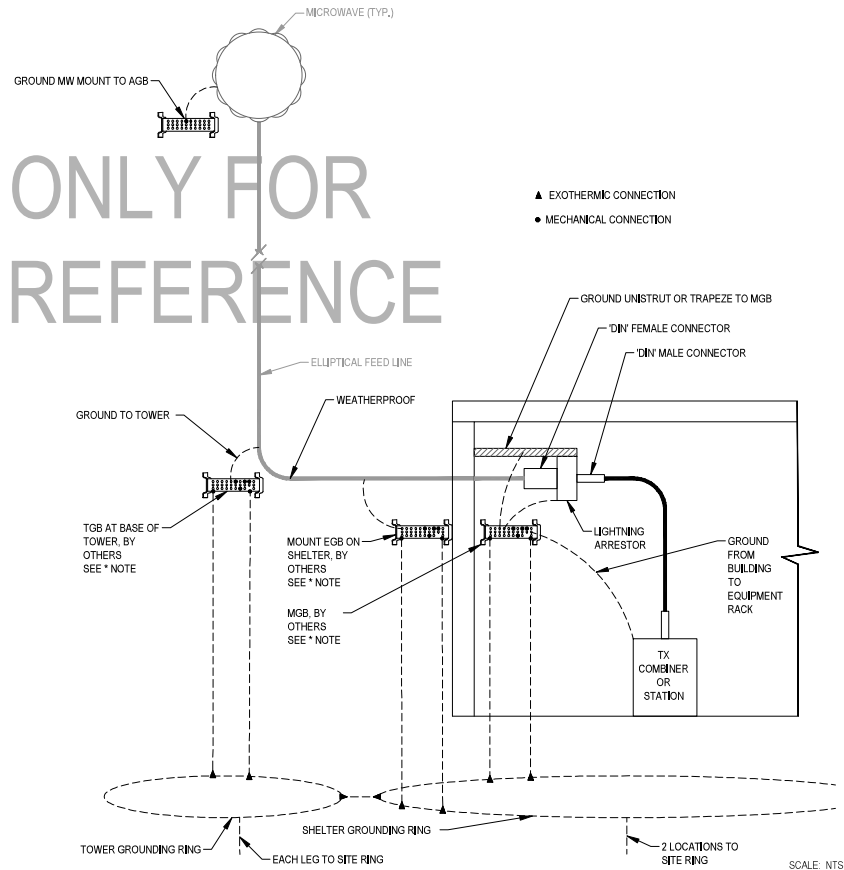 MICROWAVE (TYP.)
GROUND MW MOUNT TO AGB
ONLY FOR
REFERENCE
EXOTHERMIC CONNECTION
MECHANICAL CONNECTION
GROUND UNISTRUT OR TRAPEZE TO MGB
'DIN' FEMALE CONNECTOR
'DIN' MALE CONNECTOR
ELLIPTICAL FEED LINE
WEATHERPROOF
GROUND TO TOWER
TGB AT BASE OF
TOWER, BY
OTHERS
SEE * NOTE
MOUNT EGB ON
SHELTER, BY
OTHERS
SEE * NOTE
MGB, BY
OTHERS
SEE * NOTE
LIGHTNING
ARRESTOR
GROUND
FROM
BUILDING
TO
EQUIPMENT
RACK
TX
COMBINER
OR
STATION
TOWER GROUNDING RING
EACH LEG TO SITE RING
SHELTER GROUNDING RING
2 LOCATIONS TO
SITE RING
SCALE: NTS